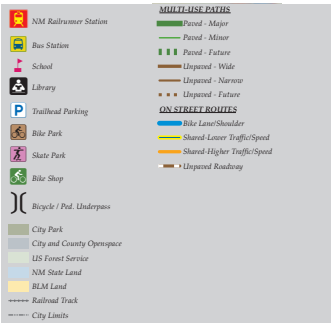 NM Railrunner Station
Bus Station
School
Library
P
Trailhead Parking
Bike Park
Skate Park
Bike Shop
Bicycle / Ped. Underpass
City Park
City and County Openspace
US Forest Service
NM State Land
BLM Land
Railroad Track
City Limits
MULTI-USE PATHS
Paved - Major
Paved - Minor
Paved - Future
Unpaved - Wide
Unpaved - Narrow
Unpaved - Future
ON STREET ROUTES
Bike Lane/Shoulder
Shared-Lower Traffic/Speed
Shared-Higher Traffic/Speed
Unpaved Roadway